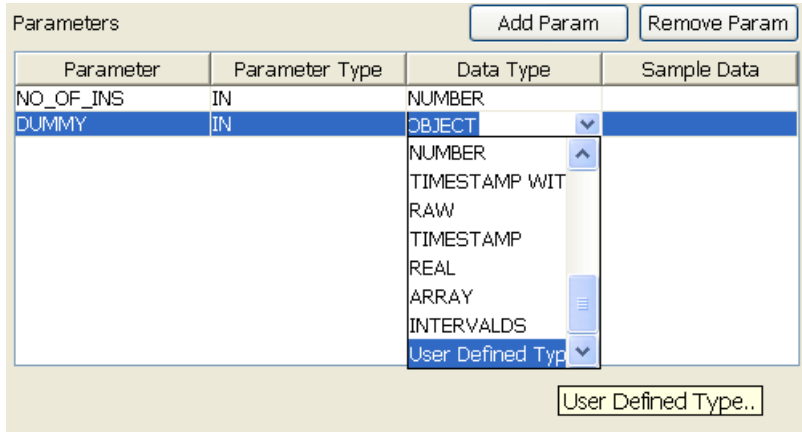 Parameters Add Param Remove Param
Parameter Parameter Type Data Type Sample Data
NO_OF_INS IN NUMBER
DUMMY IN OBJECT
NUMBER
TIMESTAMP WIT
RAW
TIMESTAMP
REAL
ARRAY
INTERVALDS
User Defined Typ
User Defined Type..